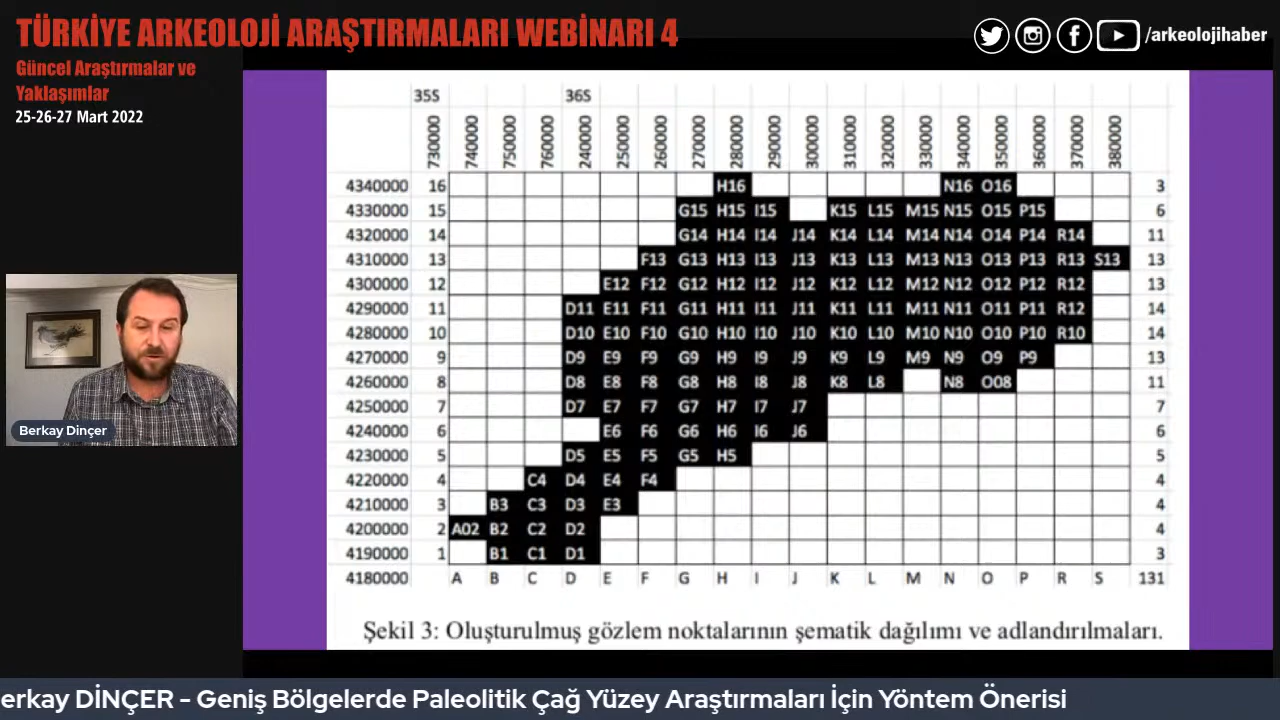 TÜRKİYE ARKEOLOJİ ARAŞTIRMALARI WEBİNARI 4
/arkeolojihaber
Güncel Araştırmalar ve
Yaklaşımlar
25-26-27 Mart 2022
35S 36S
730000 740000 750000 760000 240000 250000 260000 270000 280000 290000 300000 310000 320000 330000 340000 350000 360000 370000 380000
4340000 16 H16 N16 O16 3
4330000 15 G15 H15 I15 K15 L15 M15 N15 O15 P15 6
4320000 14 G14 H14 I14 J14 K14 L14 M14 N14 O14 P14 R14 11
4310000 13 F13 G13 H13 I13 J13 K13 L13 M13 N13 O13 P13 R13 S13 13
4300000 12 E12 F12 G12 H12 I12 J12 K12 L12 M12 N12 O12 P12 R12 13
4290000 11 D11 E11 F11 G11 H11 I11 J11 K11 L11 M11 N11 O11 P11 R11 14
4280000 10 D10 E10 F10 G10 H10 I10 J10 K10 L10 M10 N10 O10 P10 R10 14
4270000 9 D9 E9 F9 G9 H9 I9 J9 K9 L9 M9 N9 O9 P9 13
4260000 8 D8 E8 F8 G8 H8 I8 J8 K8 L8 N8 O08 11
4250000 7 D7 E7 F7 G7 H7 I7 J7 7
4240000 6 E6 F6 G6 H6 I6 J6 6
4230000 5 D5 E5 F5 G5 H5 5
4220000 4 C4 D4 E4 F4 4
4210000 3 B3 C3 D3 E3 4
4200000 2 A02 B2 C2 D2 4
4190000 1 B1 C1 D1 3
4180000 A B C D E F G H I J K L M N O P R S 131
Şekil 3: Oluşturulmuş gözlem noktalarının şematik dağılımı ve adlandırılmaları.
Berkay Dinçer
erkay DİNÇER - Geniş Bölgelerde Paleolitik Çağ Yüzey Araştırmaları İçin Yöntem Önerisi